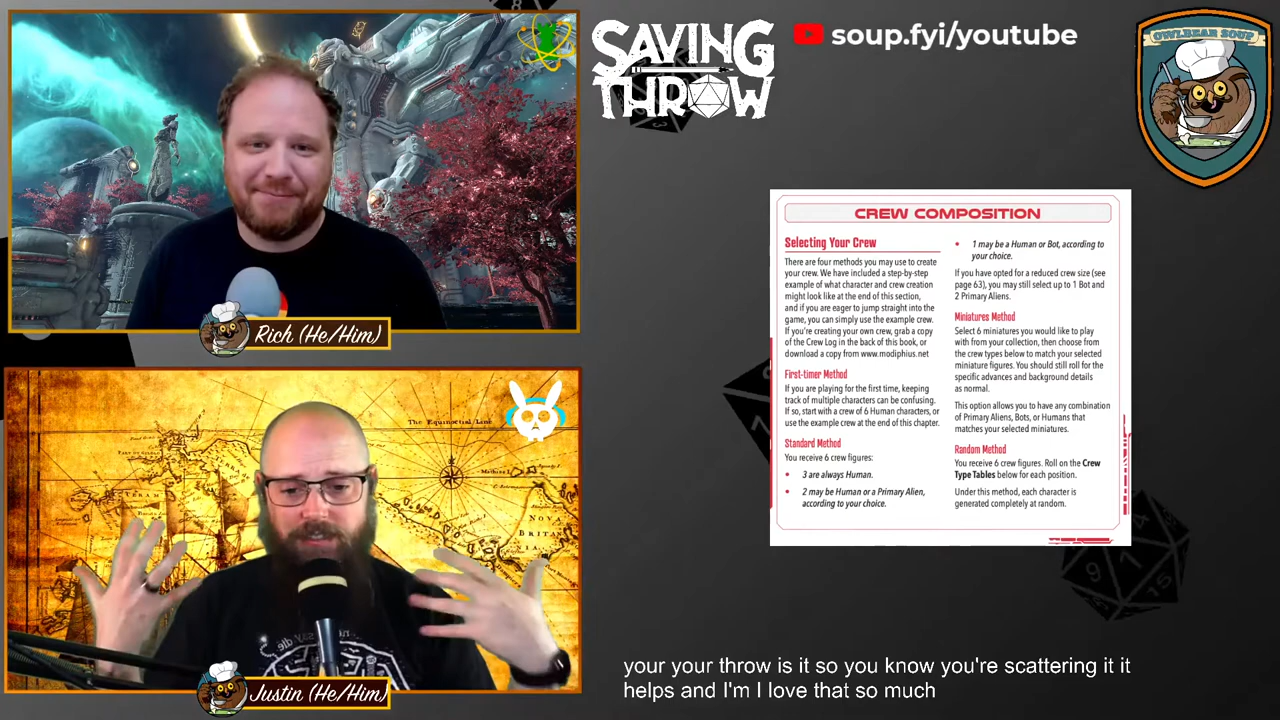 SAVING
THROW
soup.fyi/youtube
OWLBEAR SOUP
Rich (He/Him)
CREW COMPOSITION
Selecting Your Crew
There are four methods you may use to create
your crew. We have included a step-by-step
example of what character and crew creation
might look like at the end of this section,
and if you are eager to jump straight into the
game, you can simply use the example crew.
If you're creating your own crew, grab a copy
of the Crew Log in the back of this book, or
download a copy from www.modiphius.net
First-timer Method
If you are playing for the first time, keeping
track of multiple characters can be confusing.
If so, start with a crew of 6 Human characters, or
use the example crew at the end of this chapter.
Standard Method
You receive 6 crew figures:
• 3 are always Human.
• 2 may be Human or a Primary Alien,
according to your choice.
• 1 may be a Human or Bot, according to
your choice.
If you have opted for a reduced crew size (see
page 63), you may still select up to 1 Bot and
2 Primary Aliens.
Miniatures Method
Select 6 miniatures you would like to play
with from your collection, then choose from
the crew types below to match your selected
miniature figures. You should still roll for the
specific advances and background details
as normal.
This option allows you to have any combination
of Primary Aliens, Bots, or Humans that
matches your selected miniatures.
Random Method
You receive 6 crew figures. Roll on the Crew
Type Tables below for each position.
Under this method, each character is
generated completely at random.
The Equinoctial Line
Justin (He/Him)
your your throw is it so you know you're scattering it it
helps and I'm I love that so much